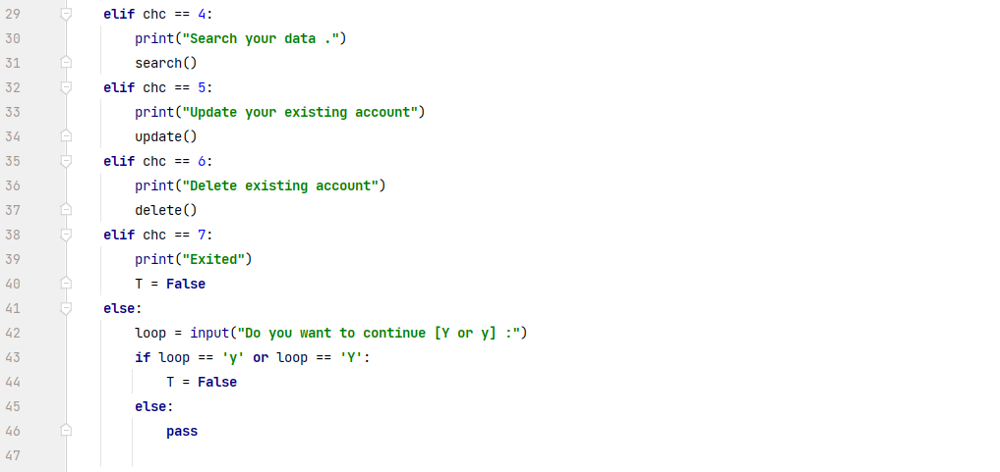 29 elif chc == 4:
30 print("Search your data .")
31 search()
32 elif chc == 5:
33 print("Update your existing account")
34 update()
35 elif chc == 6:
36 print("Delete existing account")
37 delete()
38 elif chc == 7:
39 print("Exited")
40 T = False
41 else:
42 loop = input("Do you want to continue [Y or y] :")
43 if loop == 'y' or loop == 'Y':
44 T = False
45 else:
46 pass
47